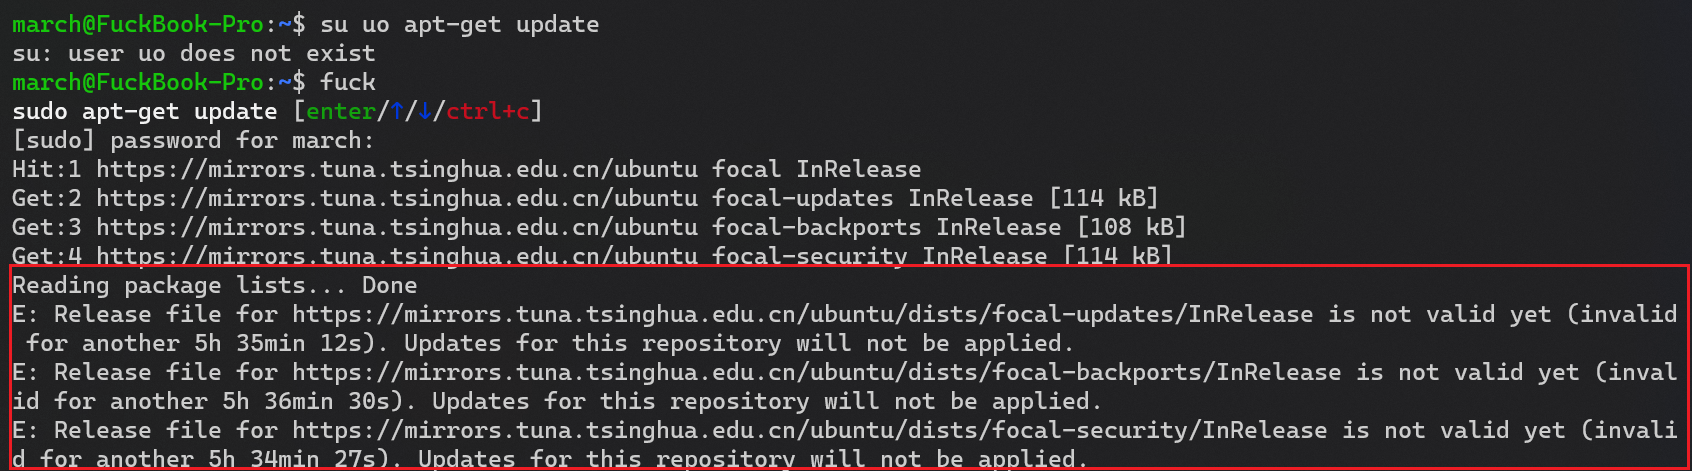 march@FuckBook-Pro:~$ su uo apt-get update
su: user uo does not exist
march@FuckBook-Pro:~$ fuck
sudo apt-get update [enter/↑/↓/ctrl+c]
[sudo] password for march:
Hit:1 https://mirrors.tuna.tsinghua.edu.cn/ubuntu focal InRelease
Get:2 https://mirrors.tuna.tsinghua.edu.cn/ubuntu focal-updates InRelease [114 kB]
Get:3 https://mirrors.tuna.tsinghua.edu.cn/ubuntu focal-backports InRelease [108 kB]
Get:4 https://mirrors.tuna.tsinghua.edu.cn/ubuntu focal-security InRelease [114 kB]
Reading package lists... Done
E: Release file for https://mirrors.tuna.tsinghua.edu.cn/ubuntu/dists/focal-updates/InRelease is not valid yet (invalid
 for another 5h 35min 12s). Updates for this repository will not be applied.
E: Release file for https://mirrors.tuna.tsinghua.edu.cn/ubuntu/dists/focal-backports/InRelease is not valid yet (inval
id for another 5h 36min 30s). Updates for this repository will not be applied.
E: Release file for https://mirrors.tuna.tsinghua.edu.cn/ubuntu/dists/focal-security/InRelease is not valid yet (invali
d for another 5h 34min 27s). Updates for this repository will not be applied.